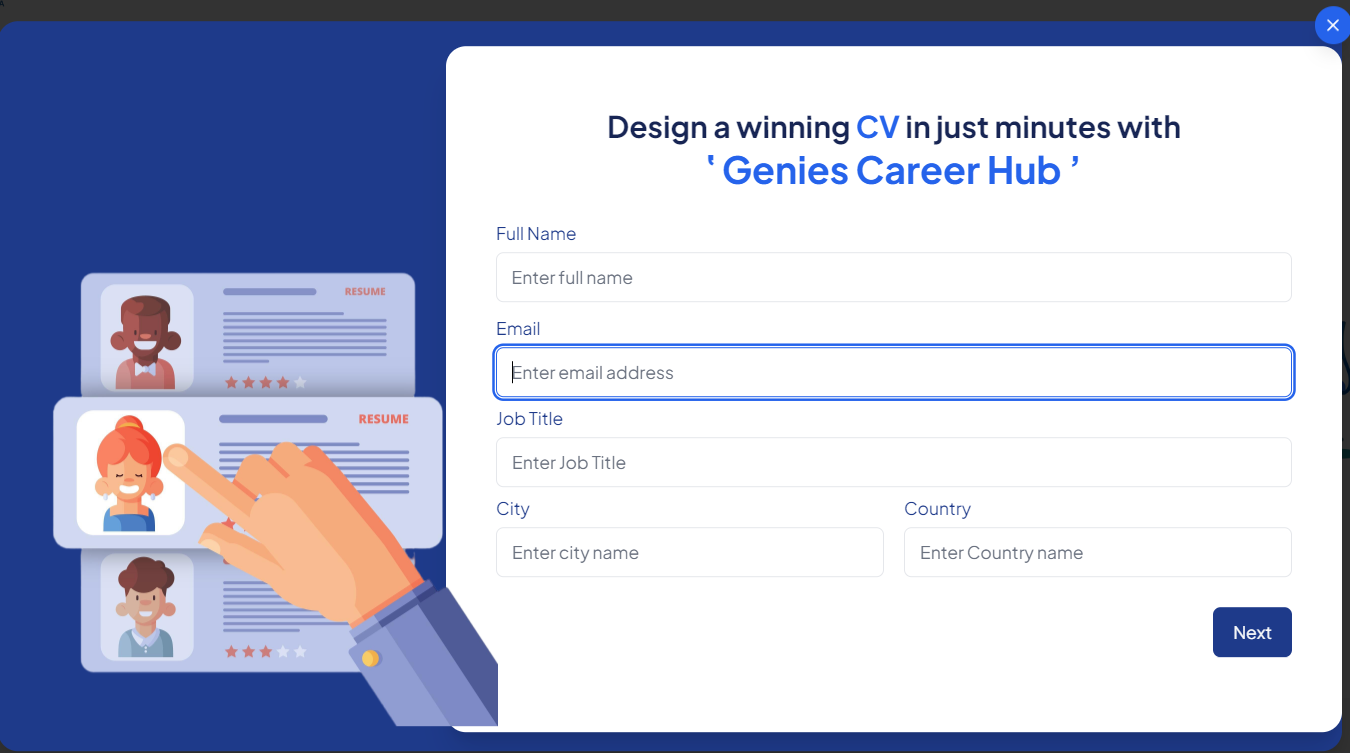 Design a winning CV in just minutes with
‘ Genies Career Hub ’
Full Name
Enter full name
Email
Enter email address
Job Title
Enter Job Title
City
Country
Enter city name
Enter Country name
Next
RESUME
RESUME